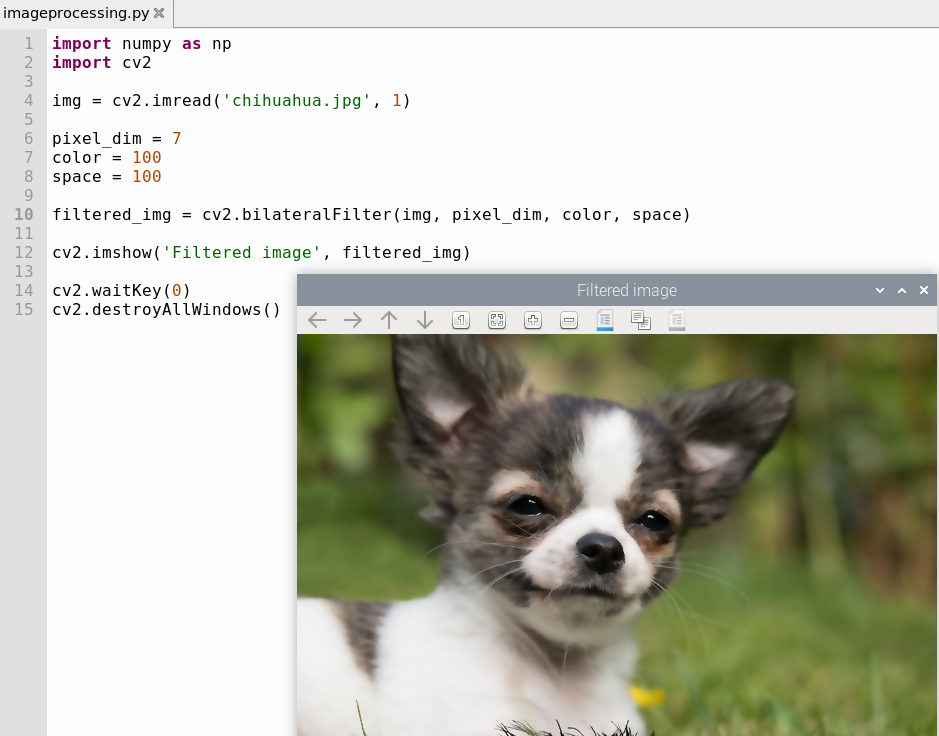 imageprocessing.py
1 import numpy as np
2 import cv2
3
4 img = cv2.imread('chihuahua.jpg', 1)
5
6 pixel_dim = 7
7 color = 100
8 space = 100
9
10 filtered_img = cv2.bilateralFilter(img, pixel_dim, color, space)
11
12 cv2.imshow('Filtered image', filtered_img)
13
14 cv2.waitKey(0)
15 cv2.destroyAllWindows()
Filtered image
1